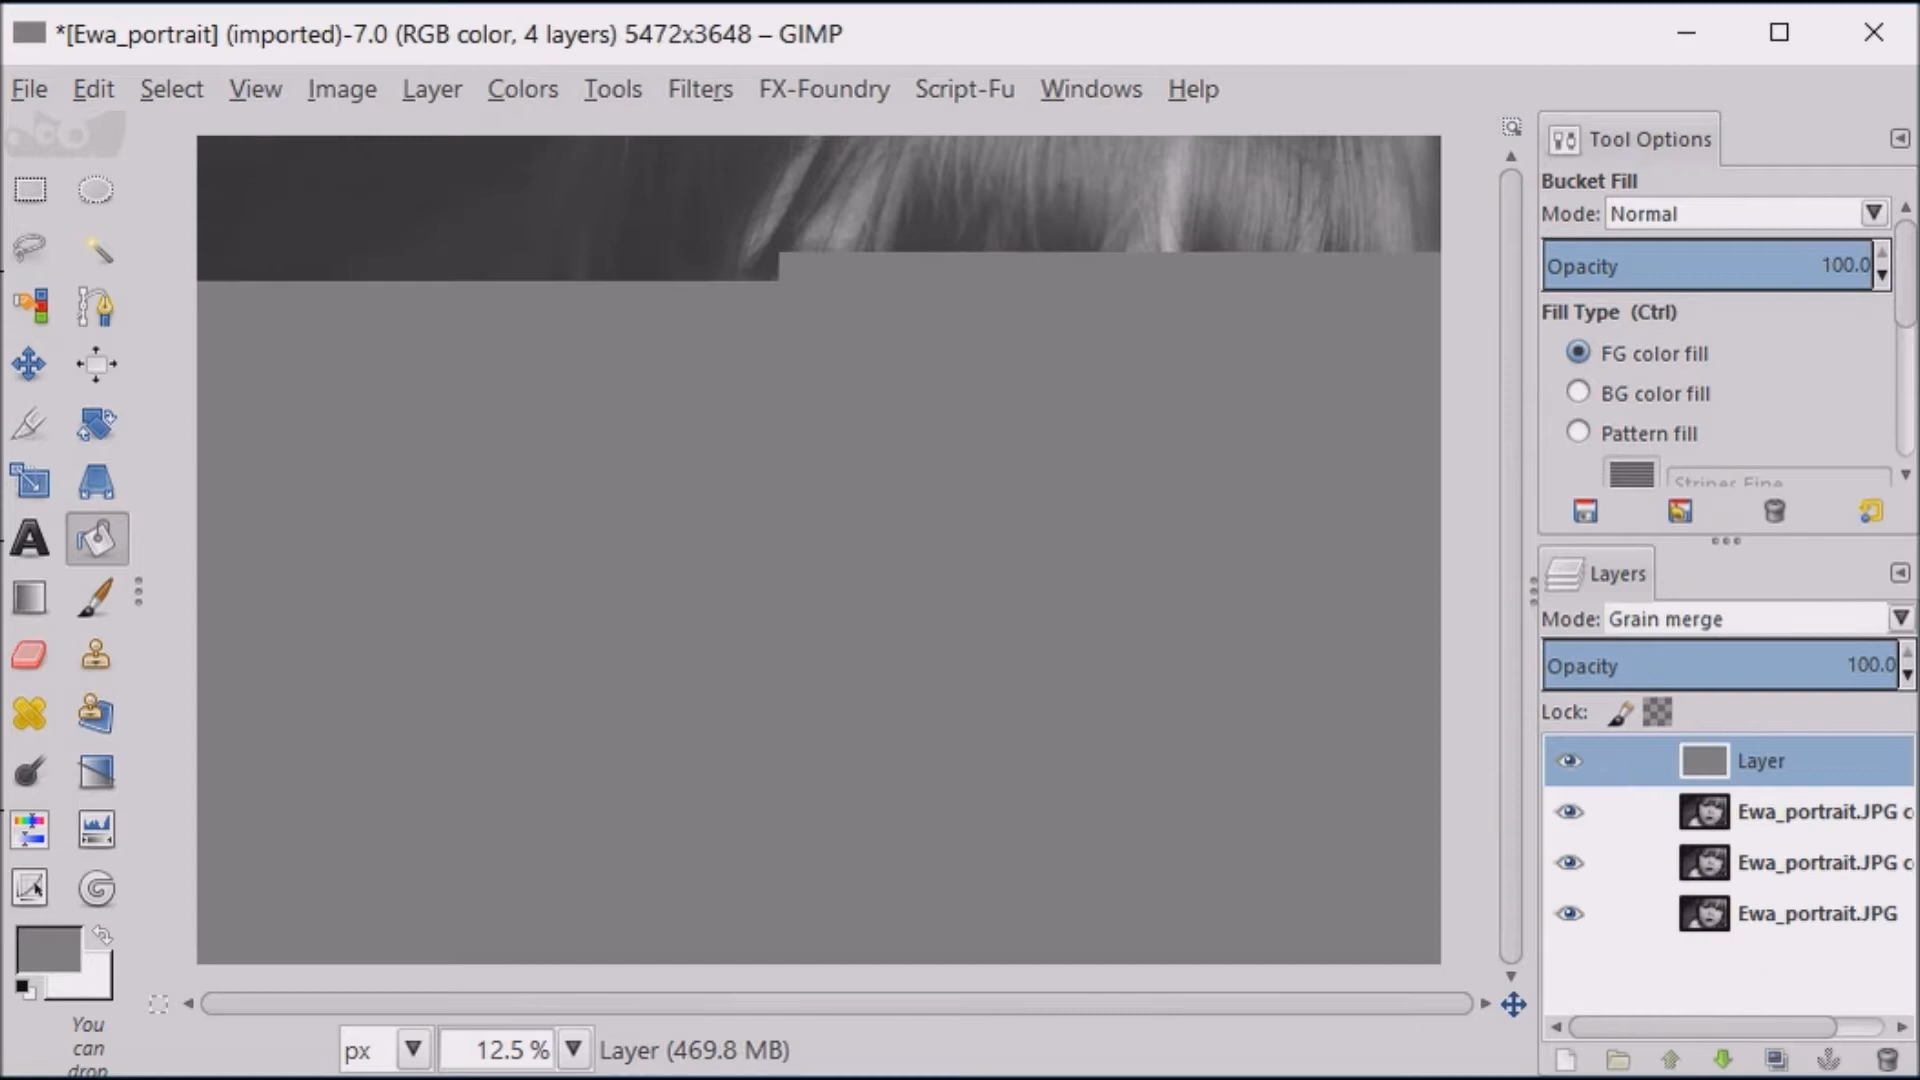 *[Ewa_portrait] (imported)-7.0 (RGB color, 4 layers) 5472x3648 – GIMP
File Edit Select View Image Layer Colors Tools Filters FX-Foundry Script-Fu Windows Help
Tool Options
Bucket Fill
Mode: Normal
Opacity 100.0
Fill Type (Ctrl)
FG color fill
BG color fill
Pattern fill
Stripes Fine
Layers
Mode: Grain merge
Opacity 100.0
Lock:
Layer
Ewa_portrait.JPG c
Ewa_portrait.JPG c
Ewa_portrait.JPG
You
can
drop
px 12.5 % Layer (469.8 MB)